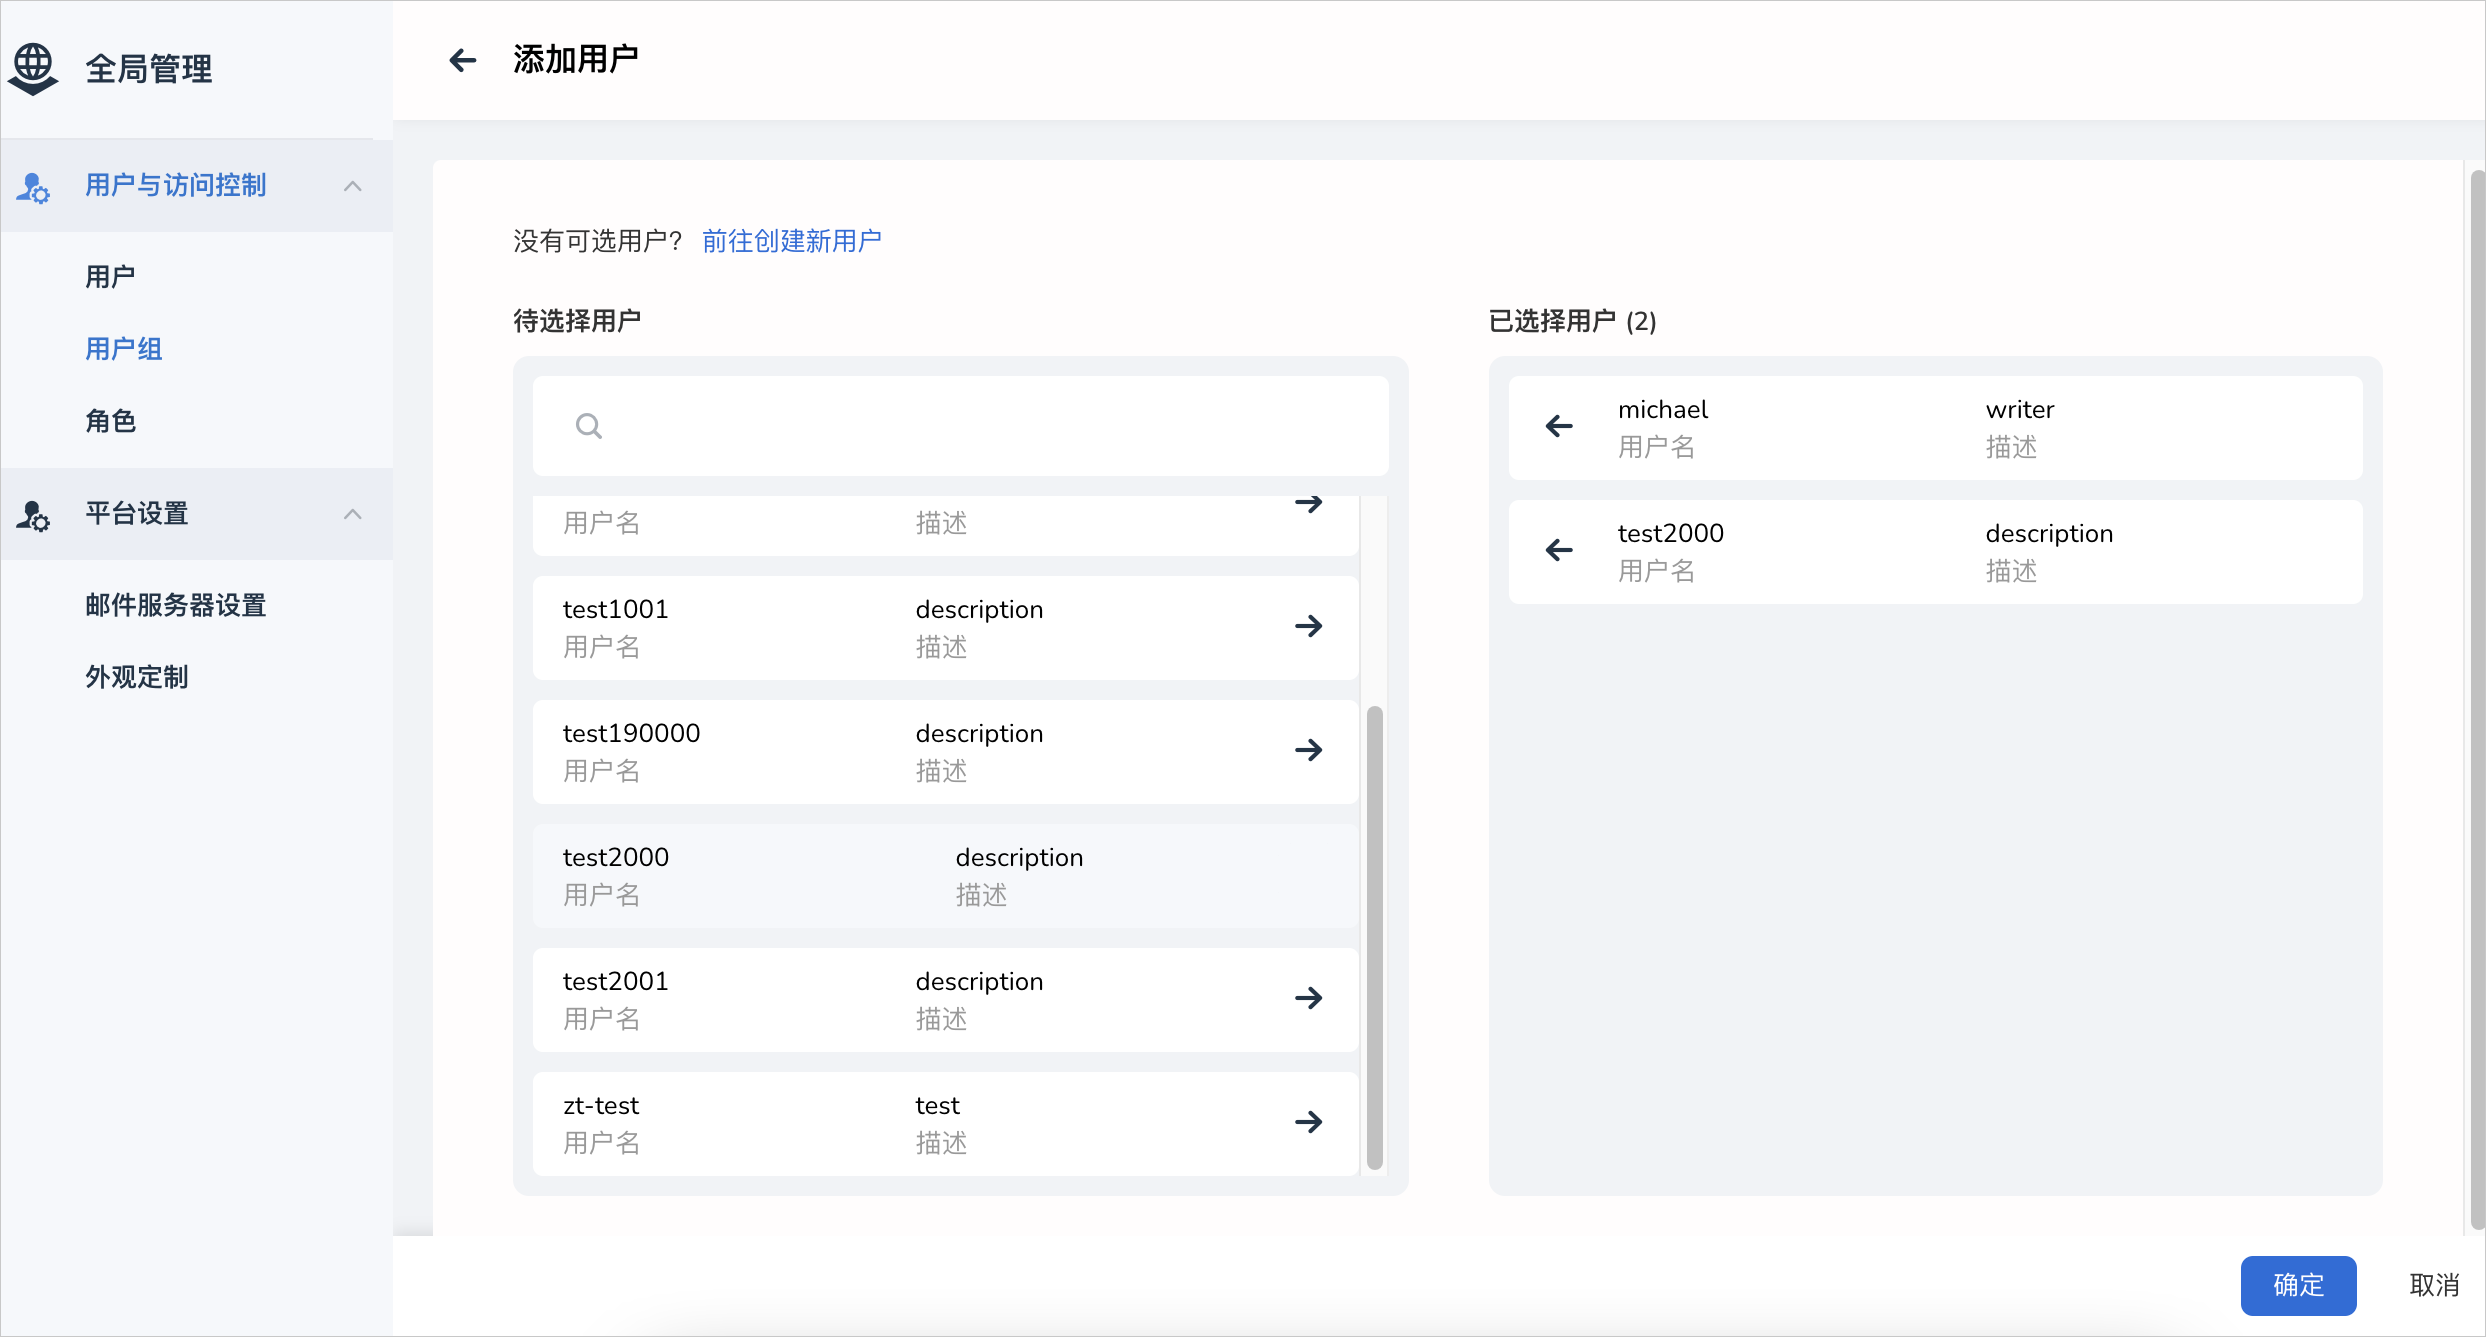 全局管理
用户与访问控制
用户
用户组
角色
平台设置
邮件服务器设置
外观定制
添加用户
没有可选用户? 前往创建新用户
待选择用户
用户名 描述
test1001 description
用户名 描述
test190000 description
用户名 描述
test2000 description
用户名 描述
test2001 description
用户名 描述
zt-test test
用户名 描述
已选择用户 (2)
michael writer
用户名 描述
test2000 description
用户名 描述
确定 取消